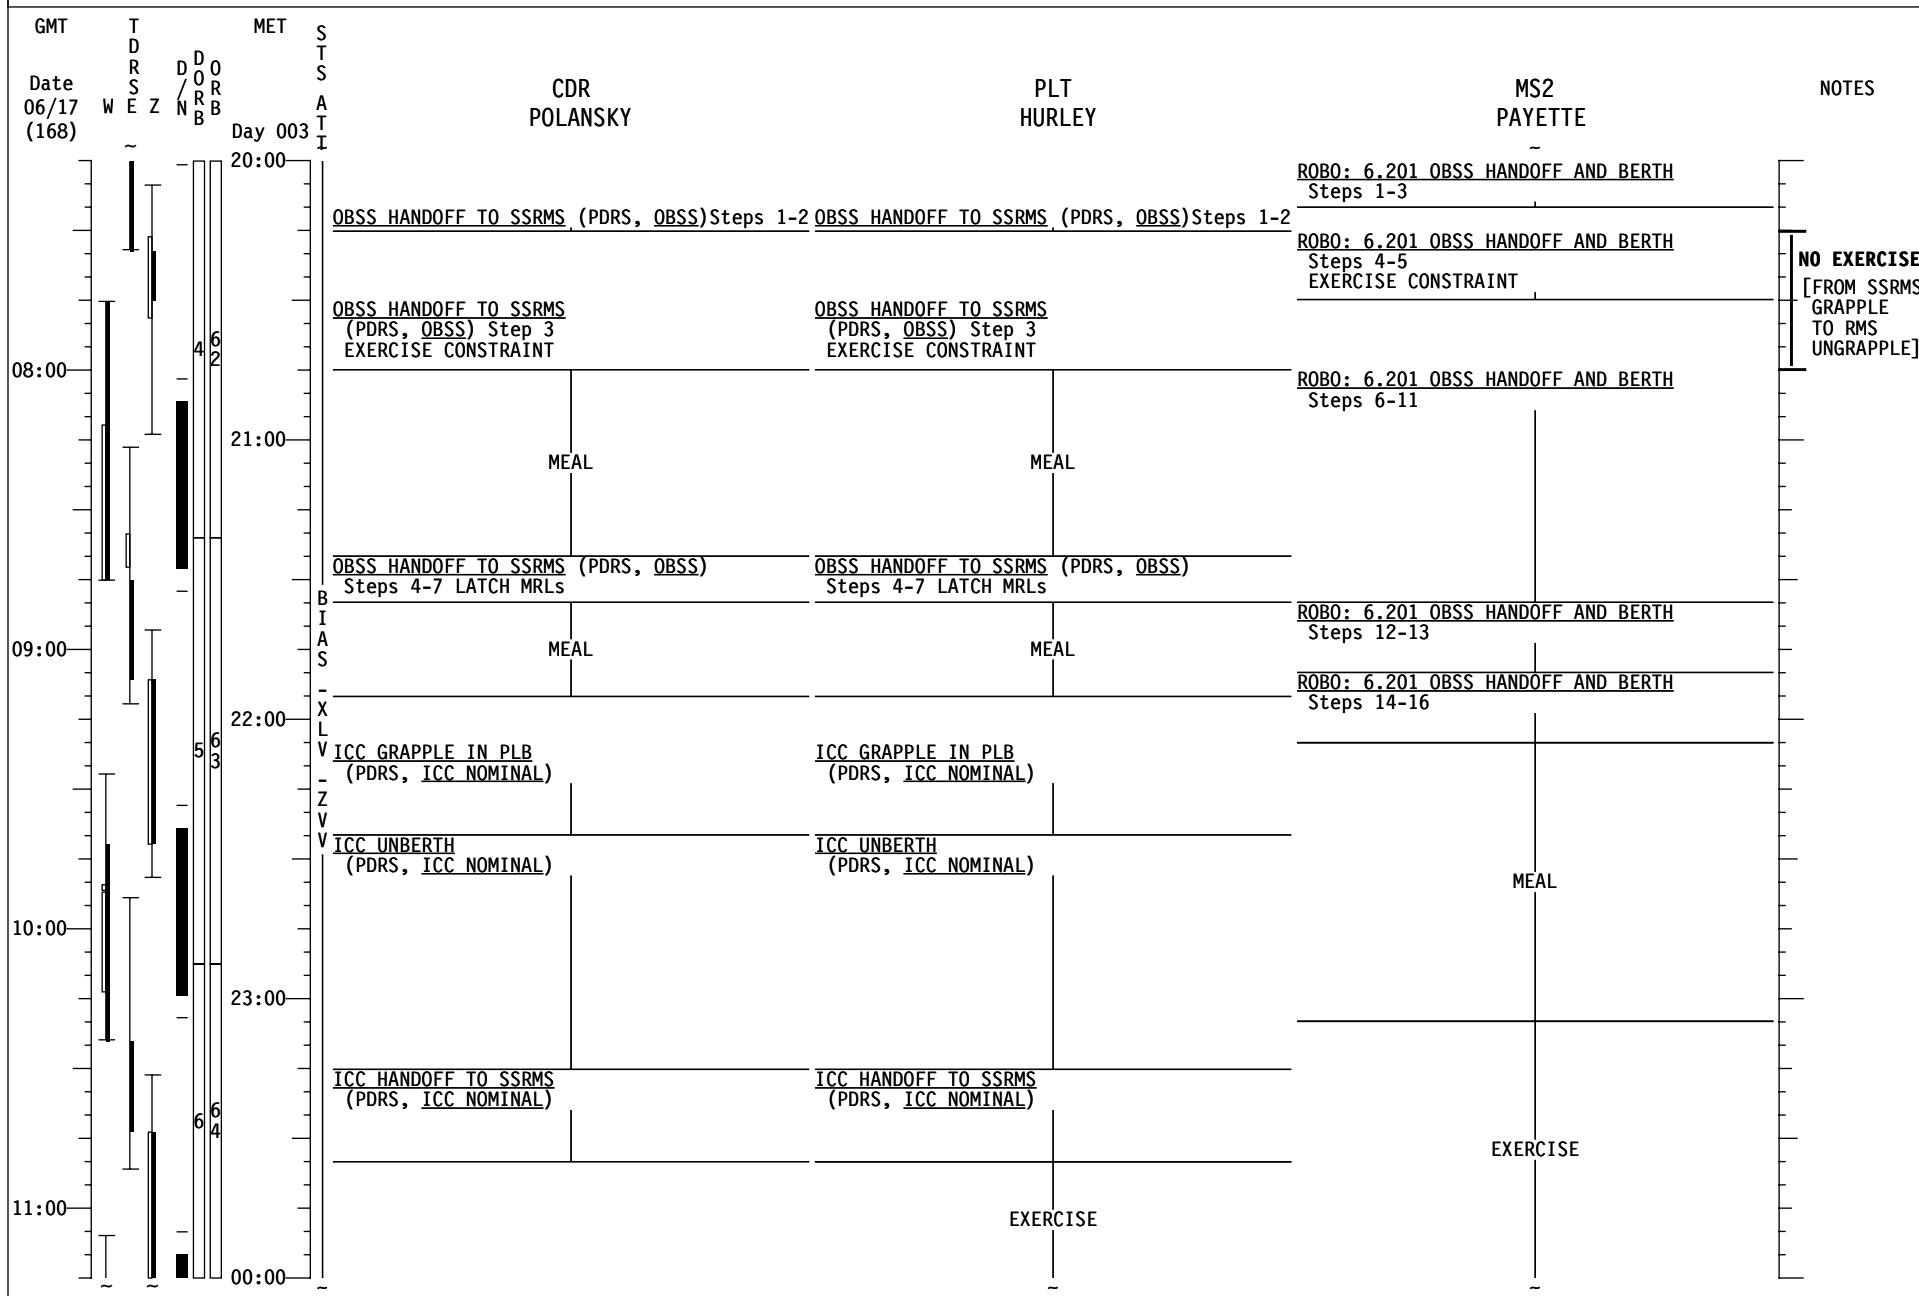 GMT
Date
06/17
(168)
TDRS
W E Z
D/N
DORB
ORB
MET
Day 003
STS ATT
CDR
POLANSKY
PLT
HURLEY
MS2
PAYETTE
NOTES
20:00
ROBO: 6.201 OBSS HANDOFF AND BERTH
Steps 1-3
OBSS HANDOFF TO SSRMS (PDRS, OBSS)Steps 1-2
OBSS HANDOFF TO SSRMS (PDRS, OBSS)Steps 1-2
ROBO: 6.201 OBSS HANDOFF AND BERTH
Steps 4-5
EXERCISE CONSTRAINT
NO EXERCISE
[FROM SSRMS
GRAPPLE
TO RMS
UNGRAPPLE]
OBSS HANDOFF TO SSRMS
(PDRS, OBSS) Step 3
EXERCISE CONSTRAINT
OBSS HANDOFF TO SSRMS
(PDRS, OBSS) Step 3
EXERCISE CONSTRAINT
4
62
08:00
ROBO: 6.201 OBSS HANDOFF AND BERTH
Steps 6-11
21:00
MEAL
MEAL
OBSS HANDOFF TO SSRMS (PDRS, OBSS)
Steps 4-7 LATCH MRLs
OBSS HANDOFF TO SSRMS (PDRS, OBSS)
Steps 4-7 LATCH MRLs
BIAS -XLV -ZVV
ROBO: 6.201 OBSS HANDOFF AND BERTH
Steps 12-13
09:00
MEAL
MEAL
ROBO: 6.201 OBSS HANDOFF AND BERTH
Steps 14-16
22:00
5
63
ICC GRAPPLE IN PLB
(PDRS, ICC NOMINAL)
ICC GRAPPLE IN PLB
(PDRS, ICC NOMINAL)
ICC UNBERTH
(PDRS, ICC NOMINAL)
ICC UNBERTH
(PDRS, ICC NOMINAL)
MEAL
10:00
23:00
ICC HANDOFF TO SSRMS
(PDRS, ICC NOMINAL)
ICC HANDOFF TO SSRMS
(PDRS, ICC NOMINAL)
6
64
EXERCISE
11:00
EXERCISE
00:00